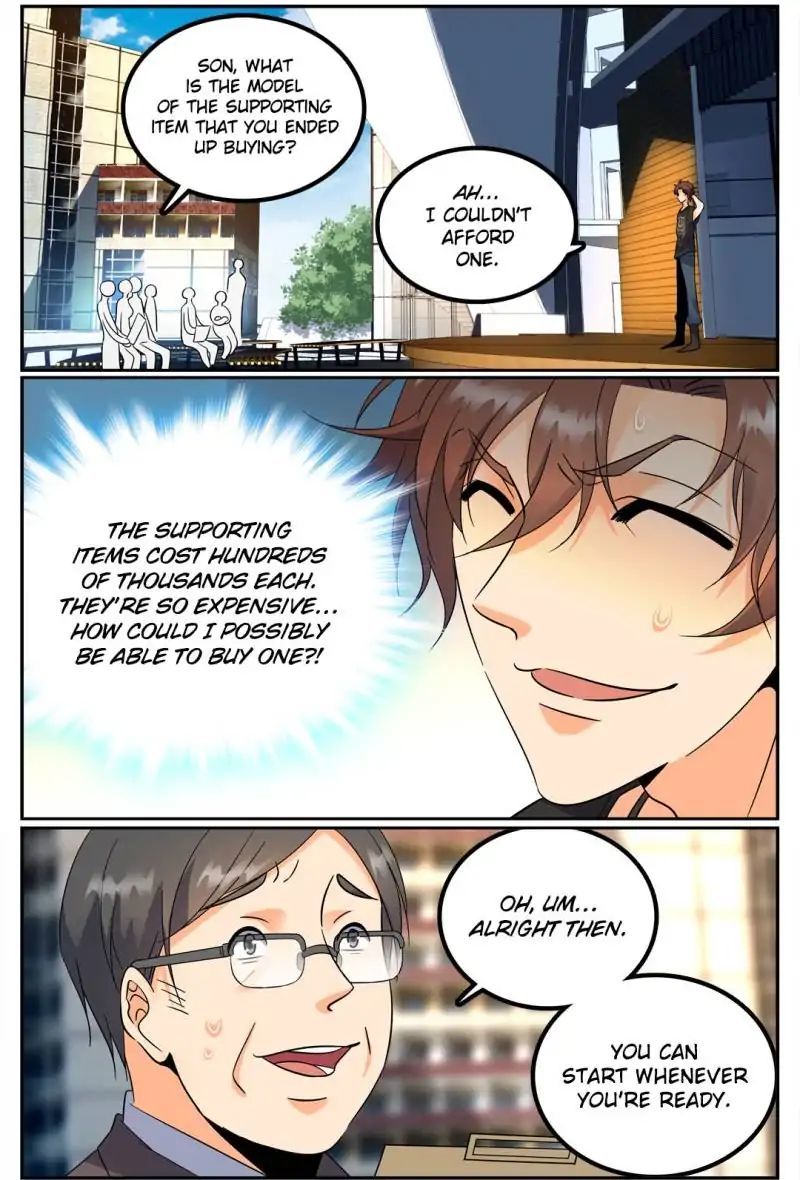 SON, WHAT
IS THE MODEL
OF THE SUPPORTING
ITEM THAT YOU ENDED
UP BUYING?
AH...
I COULDN'T
AFFORD
ONE.
THE SUPPORTING
ITEMS COST HUNDREDS
OF THOUSANDS EACH.
THEY'RE SO EXPENSIVE...
HOW COULD I POSSIBLY
BE ABLE TO BUY ONE?!
OH, UM...
ALRIGHT THEN.
YOU CAN
START WHENEVER
YOU'RE READY.